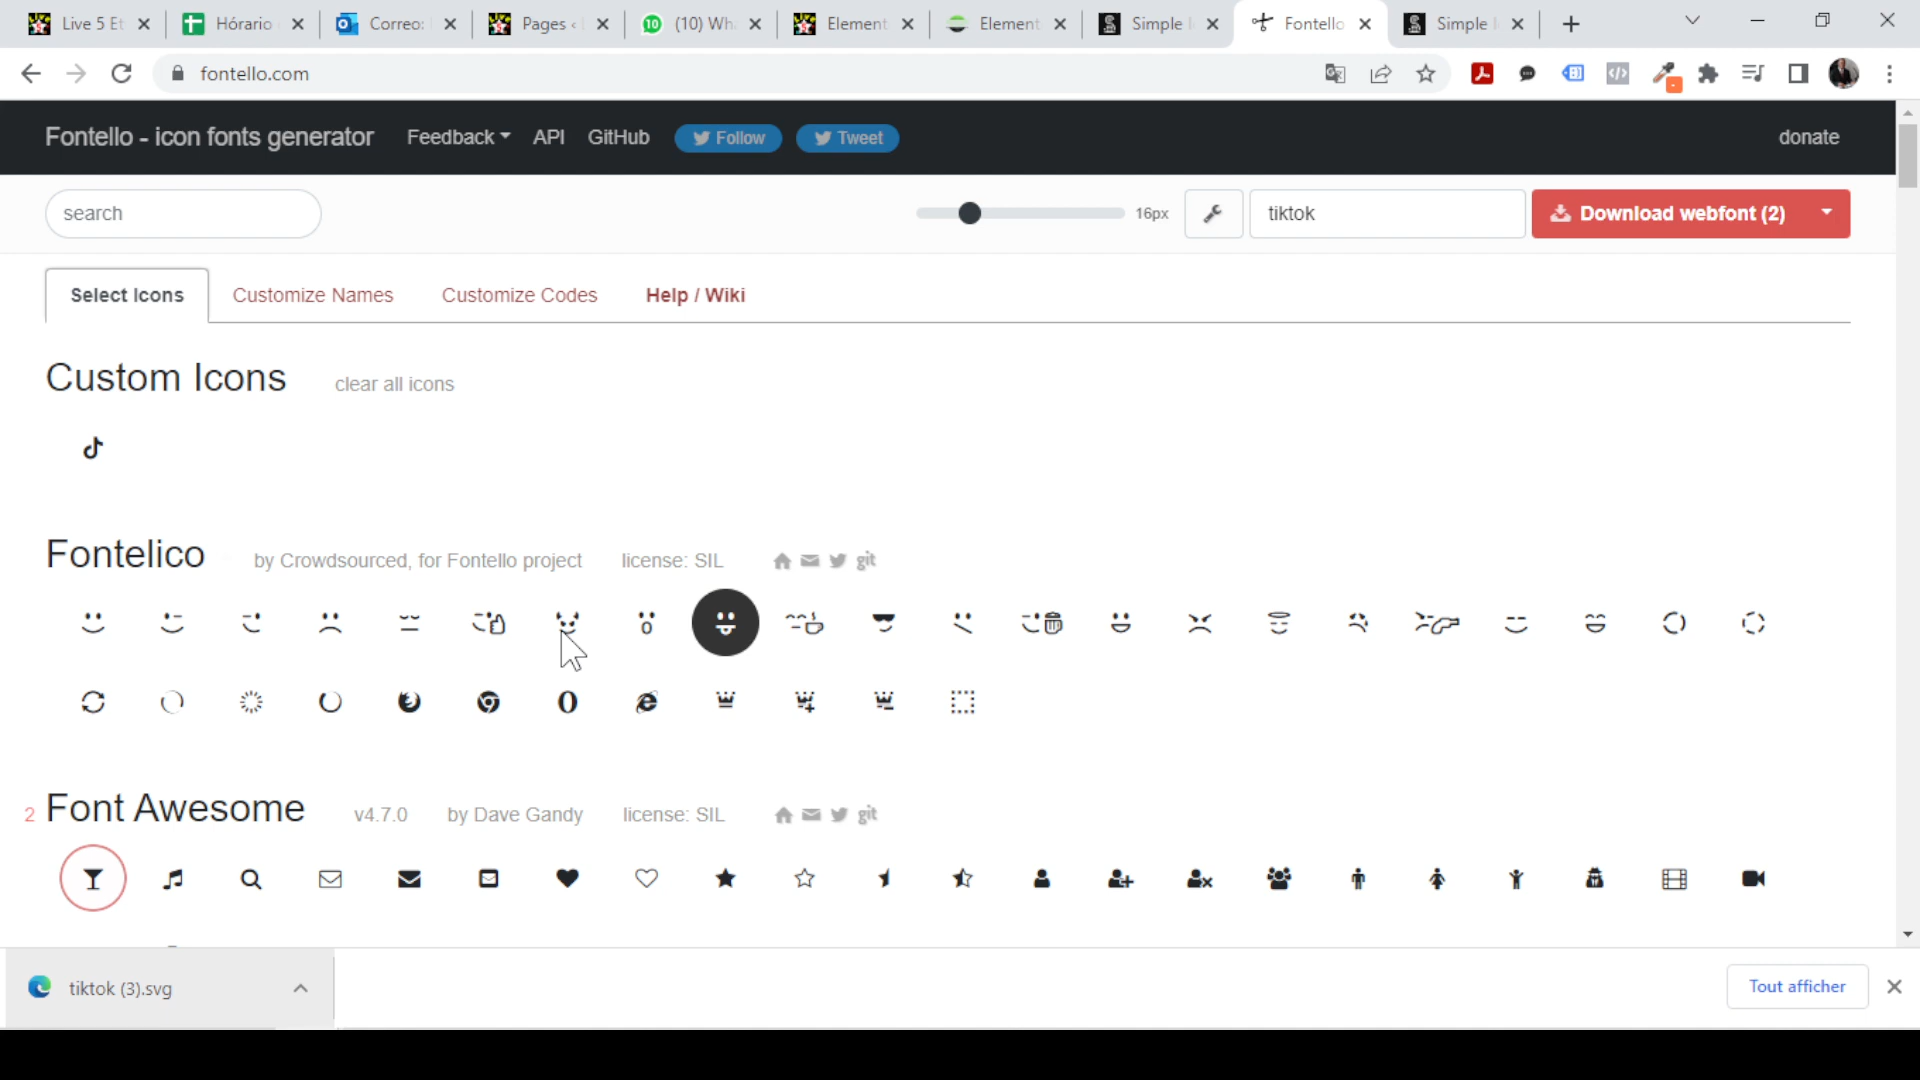 Live 5 Et
Hórario
Correo:
Pages ‹
10
(10) Wh
Element
Element
Simple I
Fontello
Simple I
fontello.com
Fontello - icon fonts generator
Feedback
API
GitHub
Follow
Tweet
donate
search
16px
tiktok
Download webfont (2)
Select Icons
Customize Names
Customize Codes
Help / Wiki
Custom Icons
clear all icons
Fontelico
by Crowdsourced, for Fontello project
license: SIL
git
2
Font Awesome
v4.7.0
by Dave Gandy
license: SIL
git
tiktok (3).svg
Tout afficher